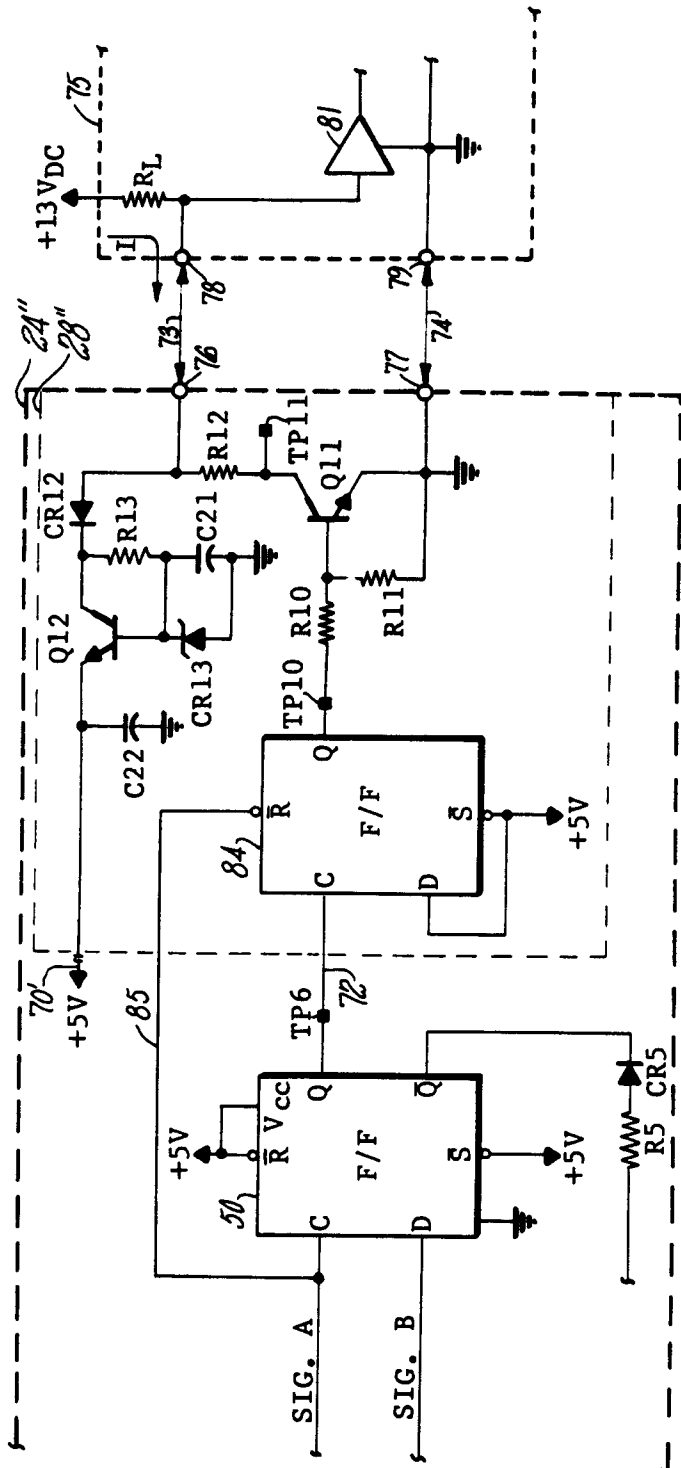 24"
28"
75
+13 VDC
I
RL
81
73
76
78
74'
77
79
CR12
R12
TP11
Q11
R13
C21
Q12
CR13
C22
R10
R11
TP10
70'
+5V
85
84
R̅
Q
C
F/F
D
S̅
+5V
TP6
72
+5V
50
R̅
Vcc
C
Q
F/F
D
Q̅
S̅
+5V
SIG. A
SIG. B
R5
CR5